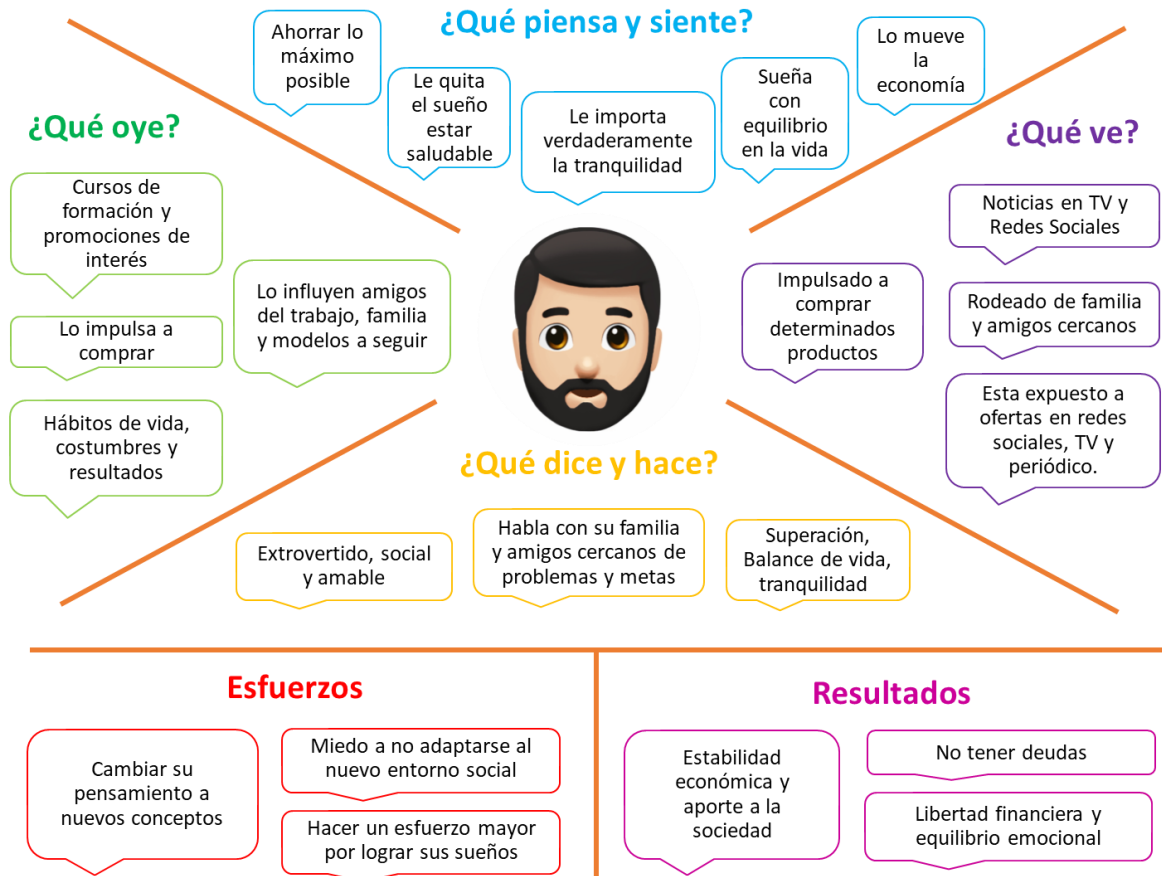 ¿Qué piensa y siente?
Ahorrar lo
máximo
posible
Le quita
el sueño
estar
saludable
Le importa
verdaderamente
la tranquilidad
Sueña
con
equilibrio
en la vida
Lo mueve
la
economía
¿Qué oye?
Cursos de
formación y
promociones de
interés
Lo impulsa a
comprar
Hábitos de vida,
costumbres y
resultados
Lo influyen amigos
del trabajo, familia
y modelos a seguir
¿Qué ve?
Noticias en TV y
Redes Sociales
Impulsado a
comprar
determinados
productos
Rodeado de familia
y amigos cercanos
Esta expuesto a
ofertas en redes
sociales, TV y
periódico.
¿Qué dice y hace?
Extrovertido, social
y amable
Habla con su familia
y amigos cercanos de
problemas y metas
Superación,
Balance de vida,
tranquilidad
Esfuerzos
Cambiar su
pensamiento a
nuevos conceptos
Miedo a no adaptarse al
nuevo entorno social
Hacer un esfuerzo mayor
por lograr sus sueños
Resultados
Estabilidad
económica y
aporte a la
sociedad
No tener deudas
Libertad financiera y
equilibrio emocional